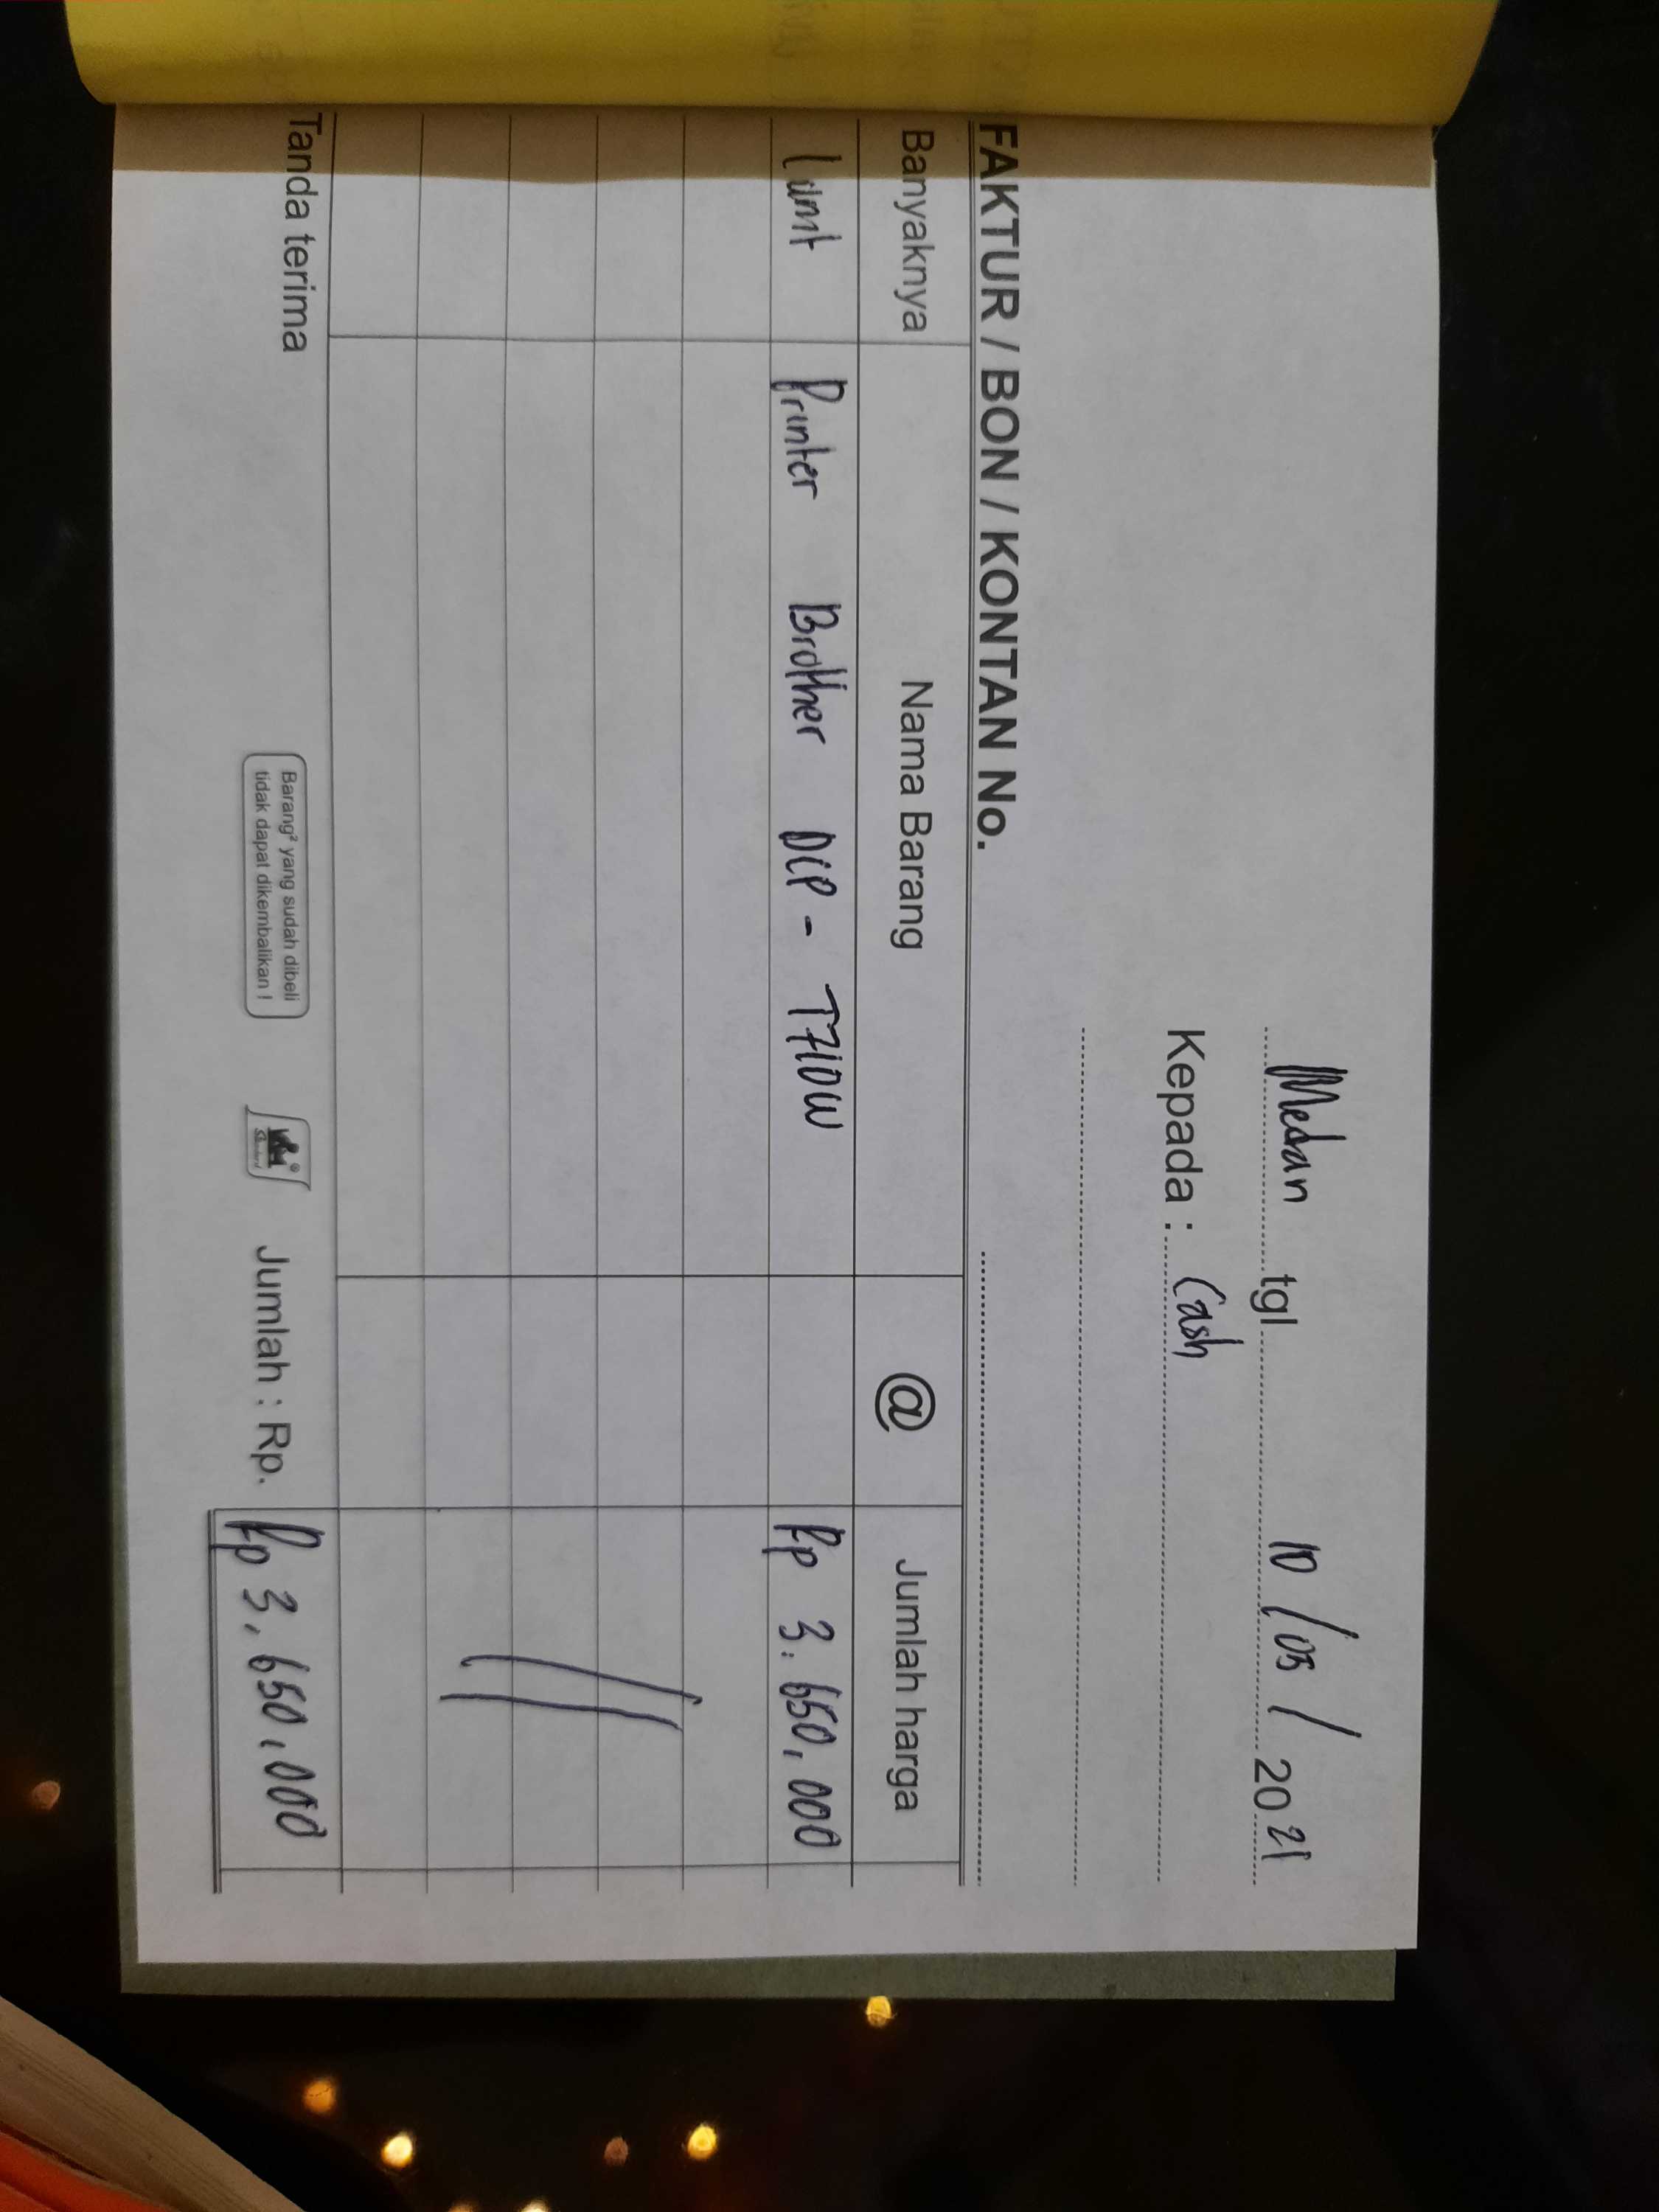 Medan tgl 10/05/2021
Kepada : Cash
FAKTUR / BON / KONTAN No.
Banyaknya Nama Barang @ Jumlah harga
1 unit Printer Brother DCP - T710W Rp 3.650.000
Tanda terima Jumlah : Rp. Rp 3.650.000
Barang² yang sudah dibeli
tidak dapat dikembalikan !